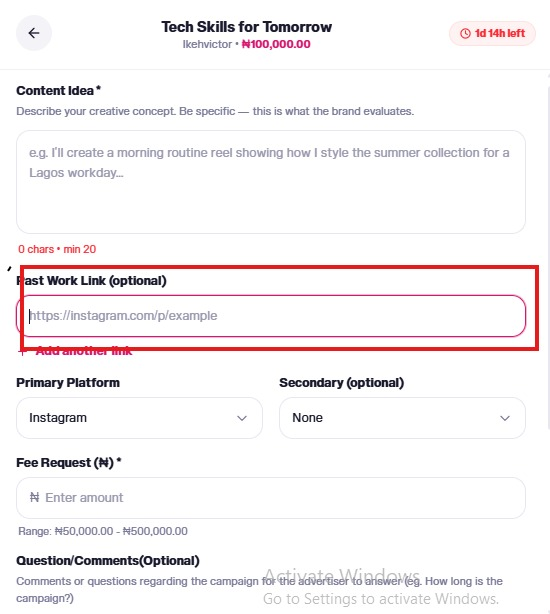 Tech Skills for Tomorrow
Ikehvictor • ₦100,000.00
1d 14h left
Content Idea *
Describe your creative concept. Be specific — this is what the brand evaluates.
e.g. I'll create a morning routine reel showing how I style the summer collection for a
Lagos workday...
0 chars • min 20
Past Work Link (optional)
https://instagram.com/p/example
+ Add another link
Primary Platform
Secondary (optional)
Instagram
None
Fee Request (₦) *
₦ Enter amount
Range: ₦50,000.00 - ₦500,000.00
Question/Comments(Optional)
Comments or questions regarding the campaign for the advertiser to answer (eg. How long is the
campaign?)
Activate Windows
Go to Settings to activate Windows.